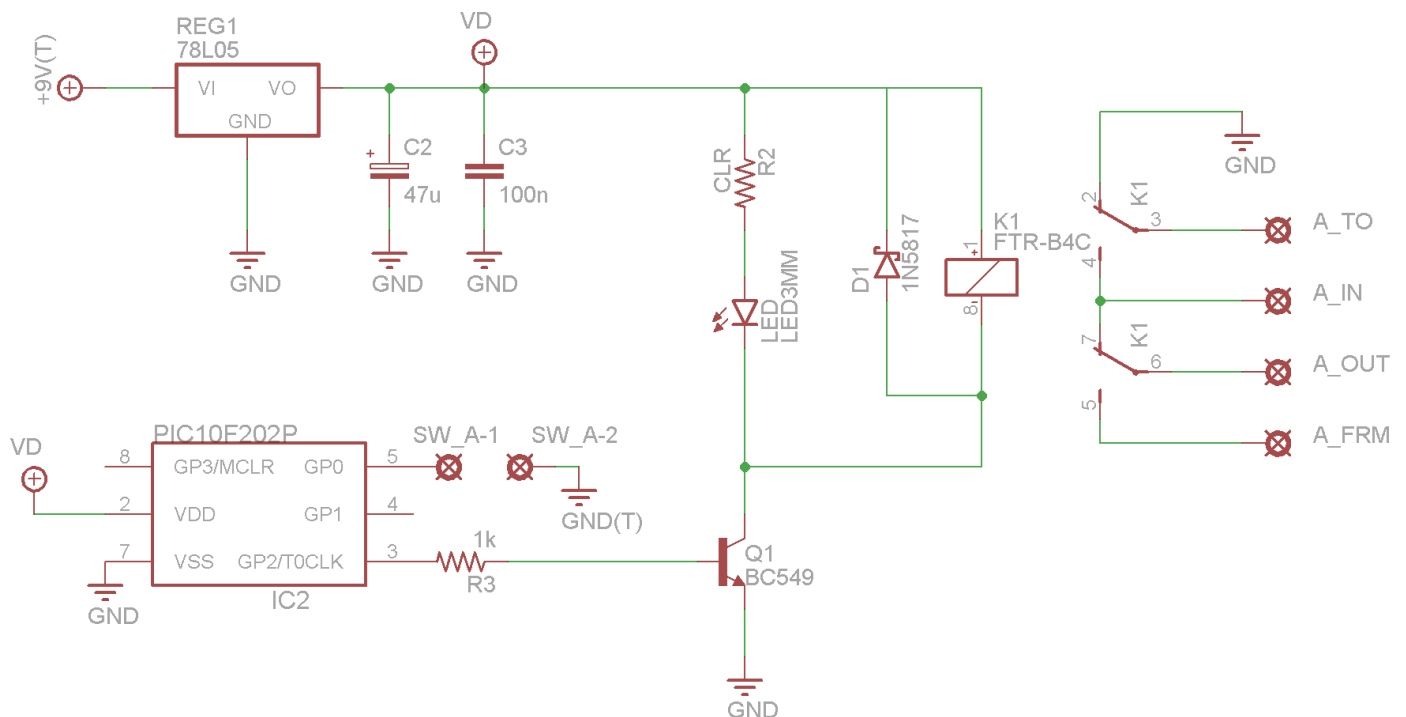 REG1
78L05
VD
+9V(T)
VI
VO
GND
+
C2
47u
C3
100n
GND
GND
GND
CLR
R2
LED
LED3MM
D1
1N5817
K1
FTR-B4C
1
+
8
-
GND
2
K1
3
A_TO
4
A_IN
7
K1
6
A_OUT
5
A_FRM
VD
PIC10F202P
8
GP3/MCLR
GP0
5
SW_A-1
SW_A-2
2
VDD
GP1
4
GND(T)
7
VSS
GP2/T0CLK
3
1k
R3
GND
IC2
Q1
BC549
GND